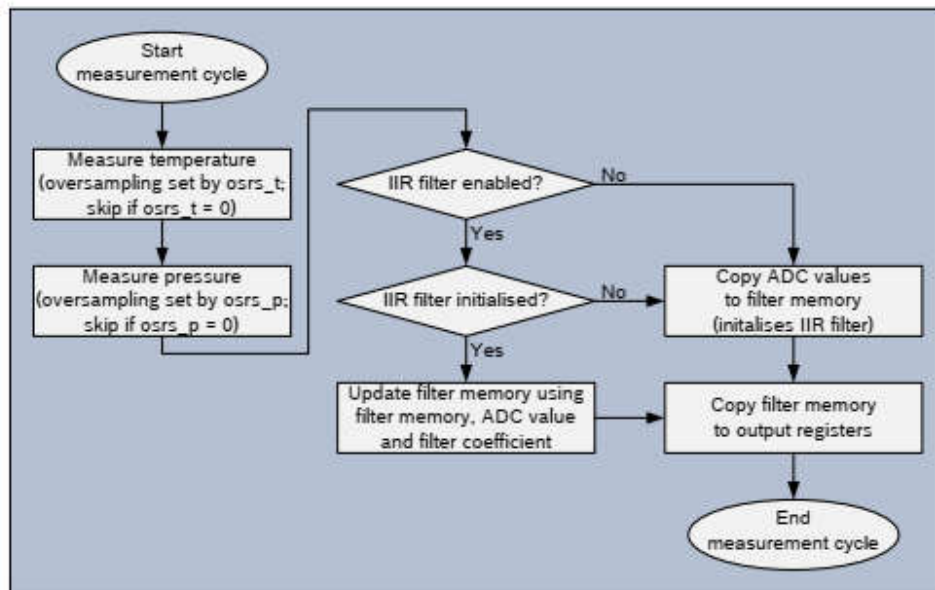 Start
measurement cycle
Measure temperature
(oversampling set by osrs_t;
skip if osrs_t = 0)
Measure pressure
(oversampling set by osrs_p;
skip if osrs_p = 0)
IIR filter enabled?
No
Yes
IIR filter initialised?
No
Yes
Copy ADC values
to filter memory
(initalises IIR filter)
Update filter memory using
filter memory, ADC value
and filter coefficient
Copy filter memory
to output registers
End
measurement cycle